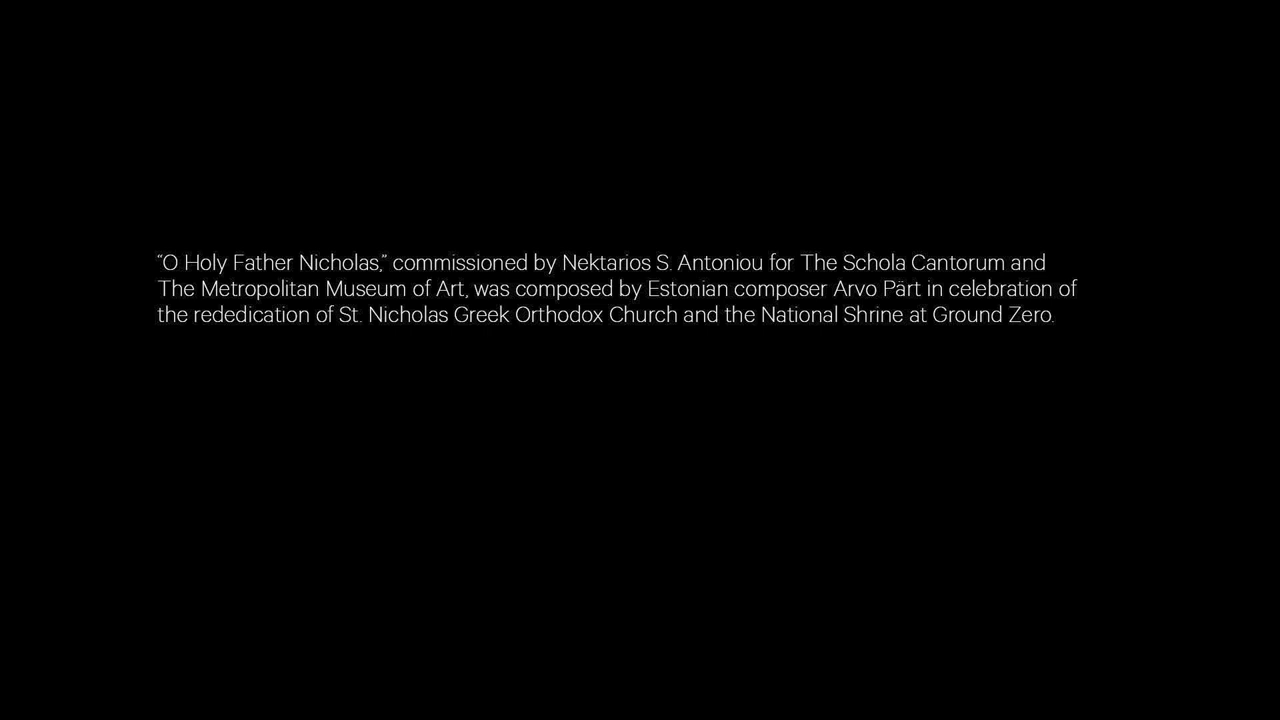 “O Holy Father Nicholas,” commissioned by Nektarios S. Antoniou for The Schola Cantorum and
The Metropolitan Museum of Art, was composed by Estonian composer Arvo Pärt in celebration of
the rededication of St. Nicholas Greek Orthodox Church and the National Shrine at Ground Zero.